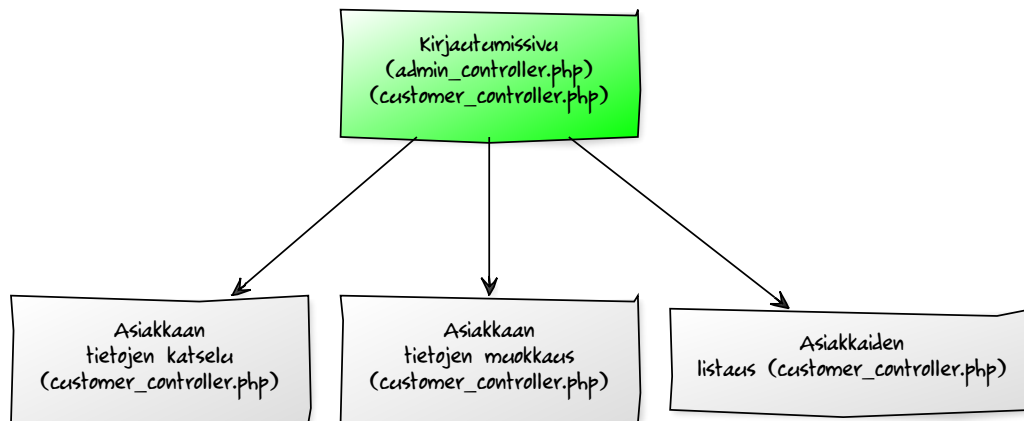 Kirjautumissivu
(admin_controller.php)
(customer_controller.php)
Asiakkaan
tietojen katselu
(customer_controller.php)
Asiakkaan
tietojen muokkaus
(customer_controller.php)
Asiakkaiden
listaus (customer_controller.php)